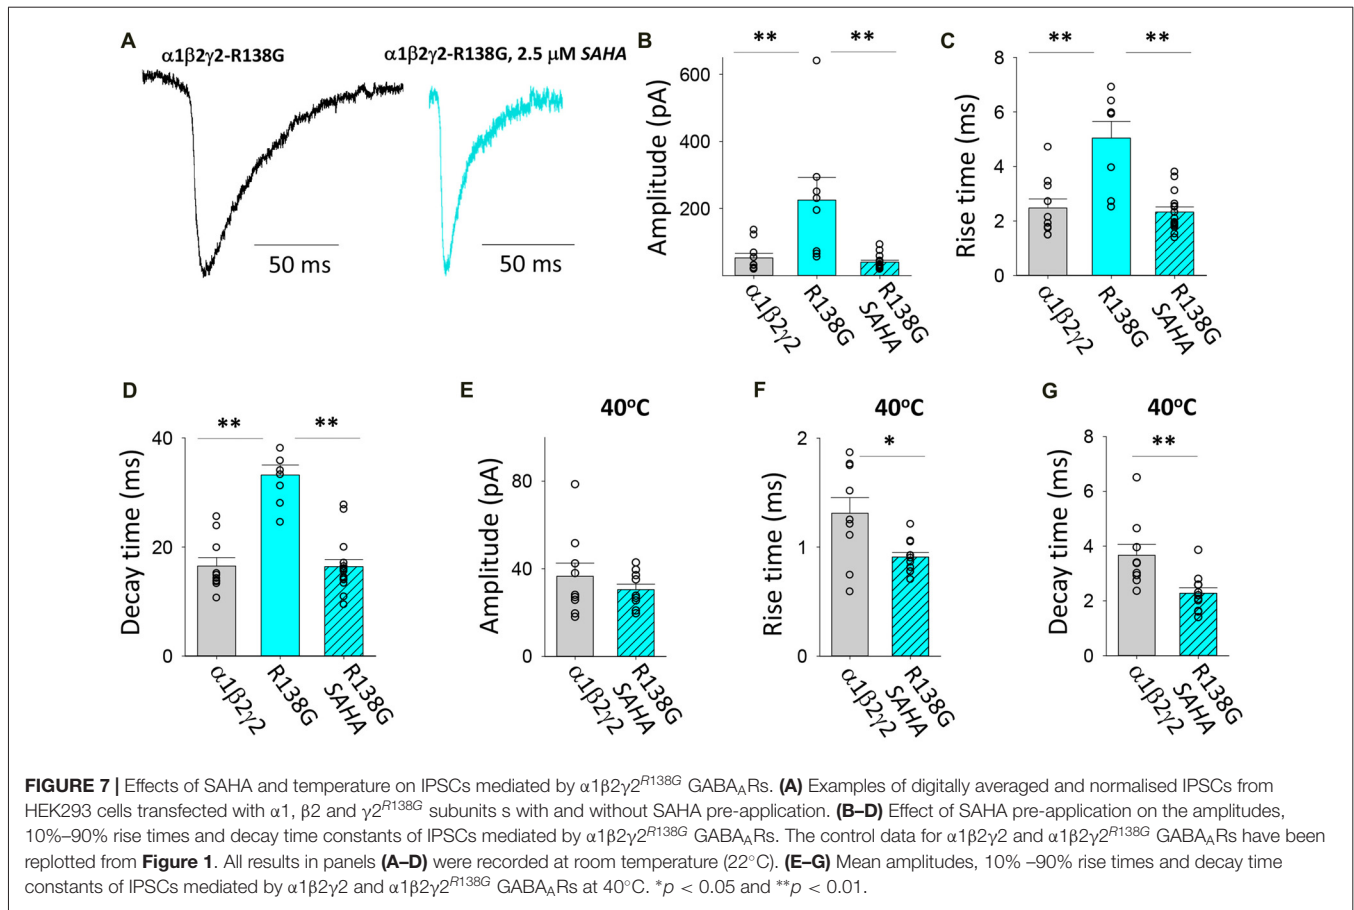 A
α1β2γ2-R138G
50 ms
α1β2γ2-R138G, 2.5 μM SAHA
50 ms
B
**
**
Amplitude (pA)
600
400
200
α1β2γ2
R138G
R138G
SAHA
C
**
**
Rise time (ms)
8
6
4
2
0
α1β2γ2
R138G
R138G
SAHA
D
**
**
Decay time (ms)
40
20
0
α1β2γ2
R138G
R138G
SAHA
E
40°C
Amplitude (pA)
80
40
0
α1β2γ2
R138G
SAHA
F
40°C
*
Rise time (ms)
2
1
0
α1β2γ2
R138G
SAHA
G
40°C
**
Decay time (ms)
8
6
4
2
0
α1β2γ2
R138G
SAHA
FIGURE 7 | Effects of SAHA and temperature on IPSCs mediated by α1β2γ2R138G GABAARs. (A) Examples of digitally averaged and normalised IPSCs from
HEK293 cells transfected with α1, β2 and γ2R138G subunits s with and without SAHA pre-application. (B–D) Effect of SAHA pre-application on the amplitudes,
10%–90% rise times and decay time constants of IPSCs mediated by α1β2γ2R138G GABAARs. The control data for α1β2γ2 and α1β2γ2R138G GABAARs have been
replotted from Figure 1. All results in panels (A–D) were recorded at room temperature (22°C). (E–G) Mean amplitudes, 10% –90% rise times and decay time
constants of IPSCs mediated by α1β2γ2 and α1β2γ2R138G GABAARs at 40°C. *p < 0.05 and **p < 0.01.